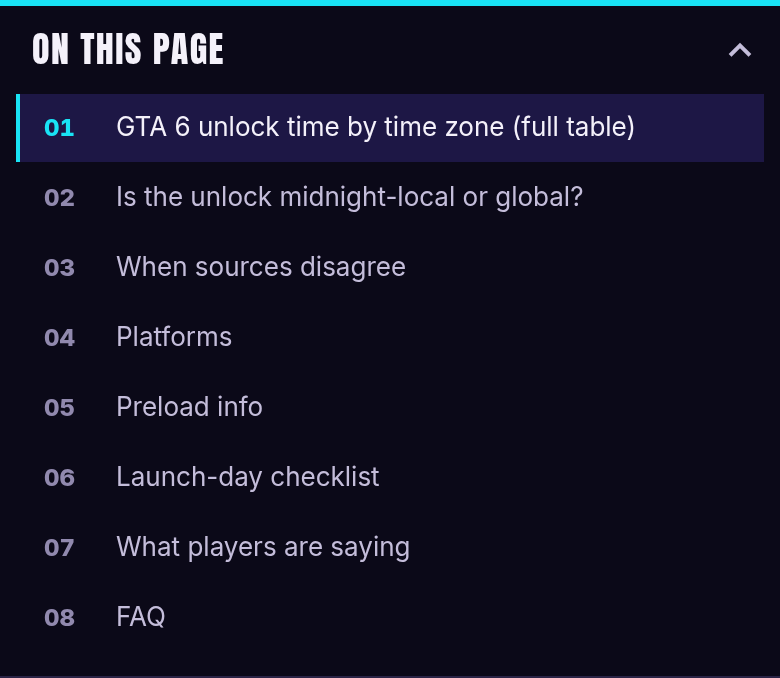 ON THIS PAGE
01 GTA 6 unlock time by time zone (full table)
02 Is the unlock midnight-local or global?
03 When sources disagree
04 Platforms
05 Preload info
06 Launch-day checklist
07 What players are saying
08 FAQ